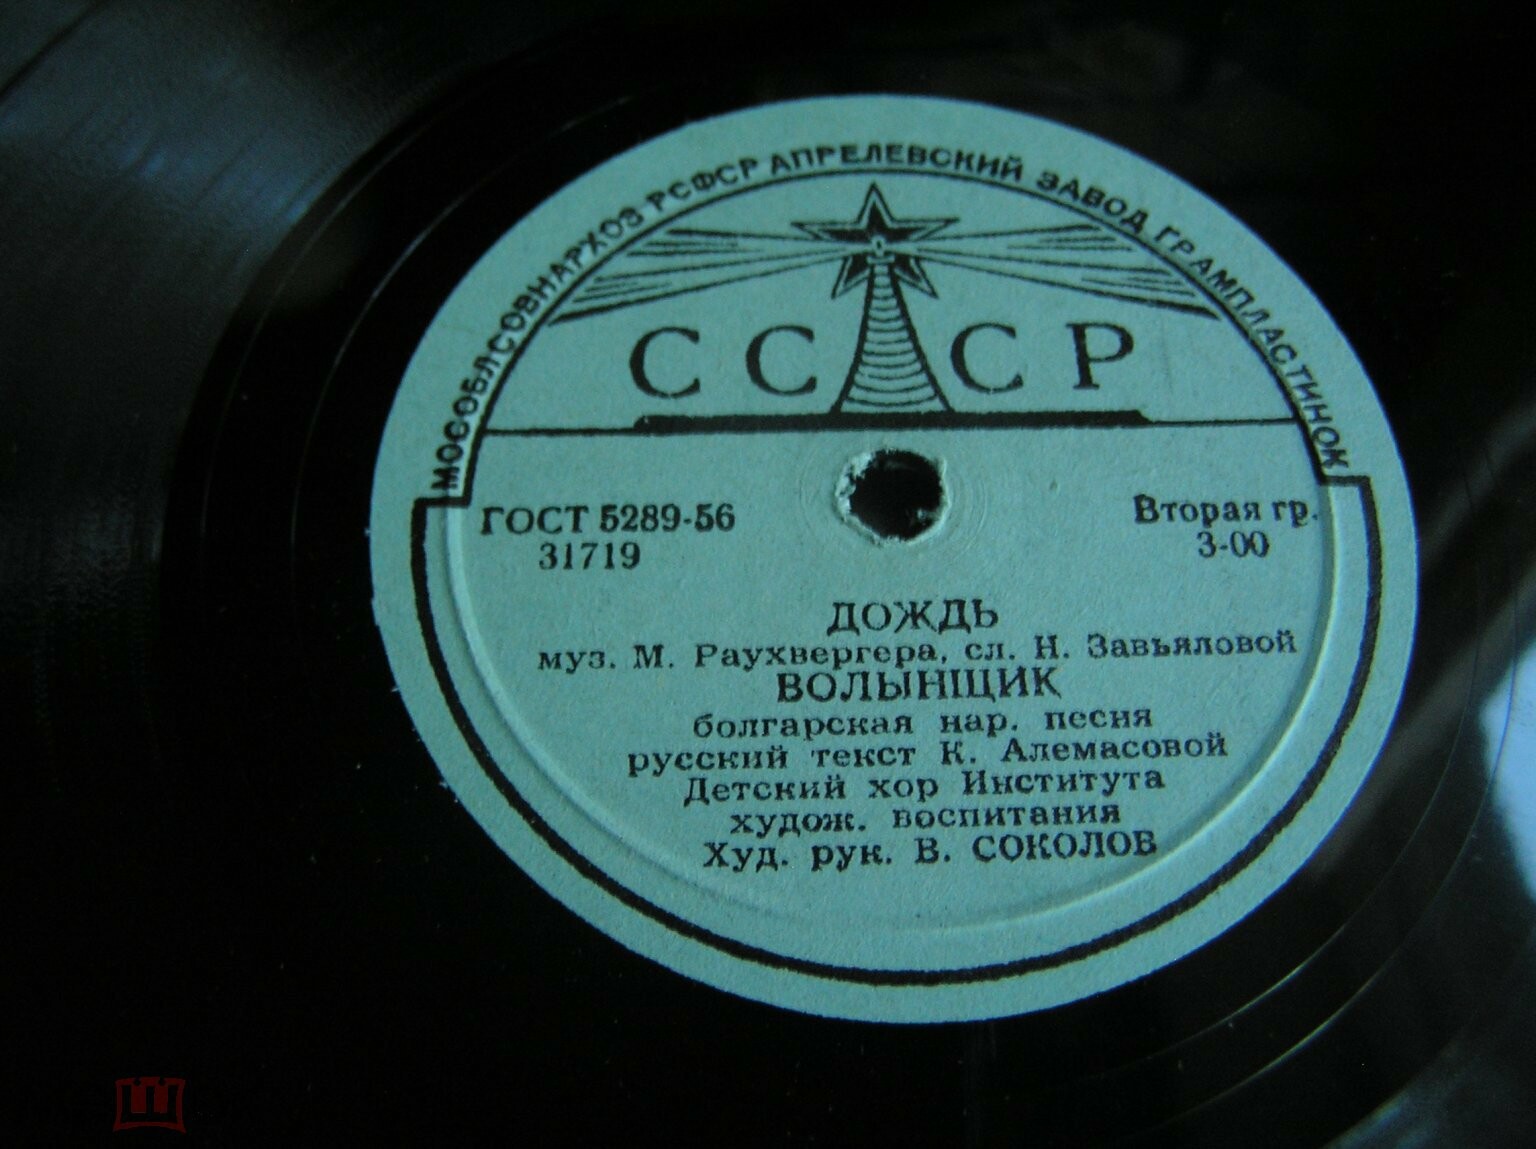 МОСОБЛСОВНАРХОЗ РСФСР АПРЕЛЕВСКИЙ ЗАВОД ГРАМПЛАСТИНОК
СССР
ГОСТ 5289-56
31719
Вторая гр.
3-00
ДОЖДЬ
муз. М. Раухвергера, сл. Н. Завьяловой
ВОЛЫНЩИК
болгарская нар. песня
русский текст К. Алемасовой
Детский хор Института
худож. воспитания
Худ. рук. В. СОКОЛОВ